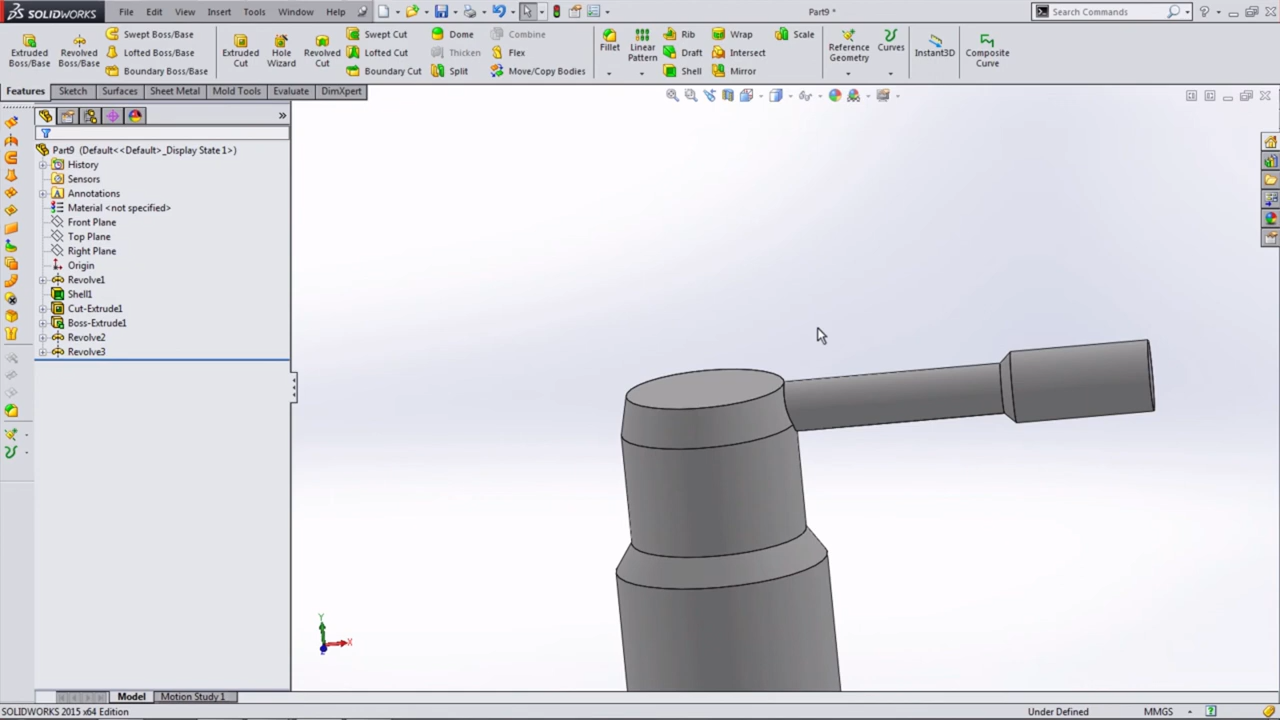 SOLIDWORKS File Edit View Insert Tools Window Help Part9 * Search Commands
Extruded Boss/Base
Revolved Boss/Base
Swept Boss/Base
Lofted Boss/Base
Boundary Boss/Base
Extruded Cut
Hole Wizard
Revolved Cut
Swept Cut
Lofted Cut
Boundary Cut
Dome
Thicken
Split
Combine
Flex
Move/Copy Bodies
Fillet
Linear Pattern
Rib
Draft
Shell
Wrap
Intersect
Mirror
Scale
Reference Geometry
Curves
Instant3D
Composite Curve
Features Sketch Surfaces Sheet Metal Mold Tools Evaluate DimXpert
Part9 (Default<<Default>_Display State 1>)
History
Sensors
Annotations
Material <not specified>
Front Plane
Top Plane
Right Plane
Origin
Revolve1
Shell1
Cut-Extrude1
Boss-Extrude1
Revolve2
Revolve3
Y
X
Z
Model Motion Study 1
SOLIDWORKS 2015 x64 Edition Under Defined MMGS